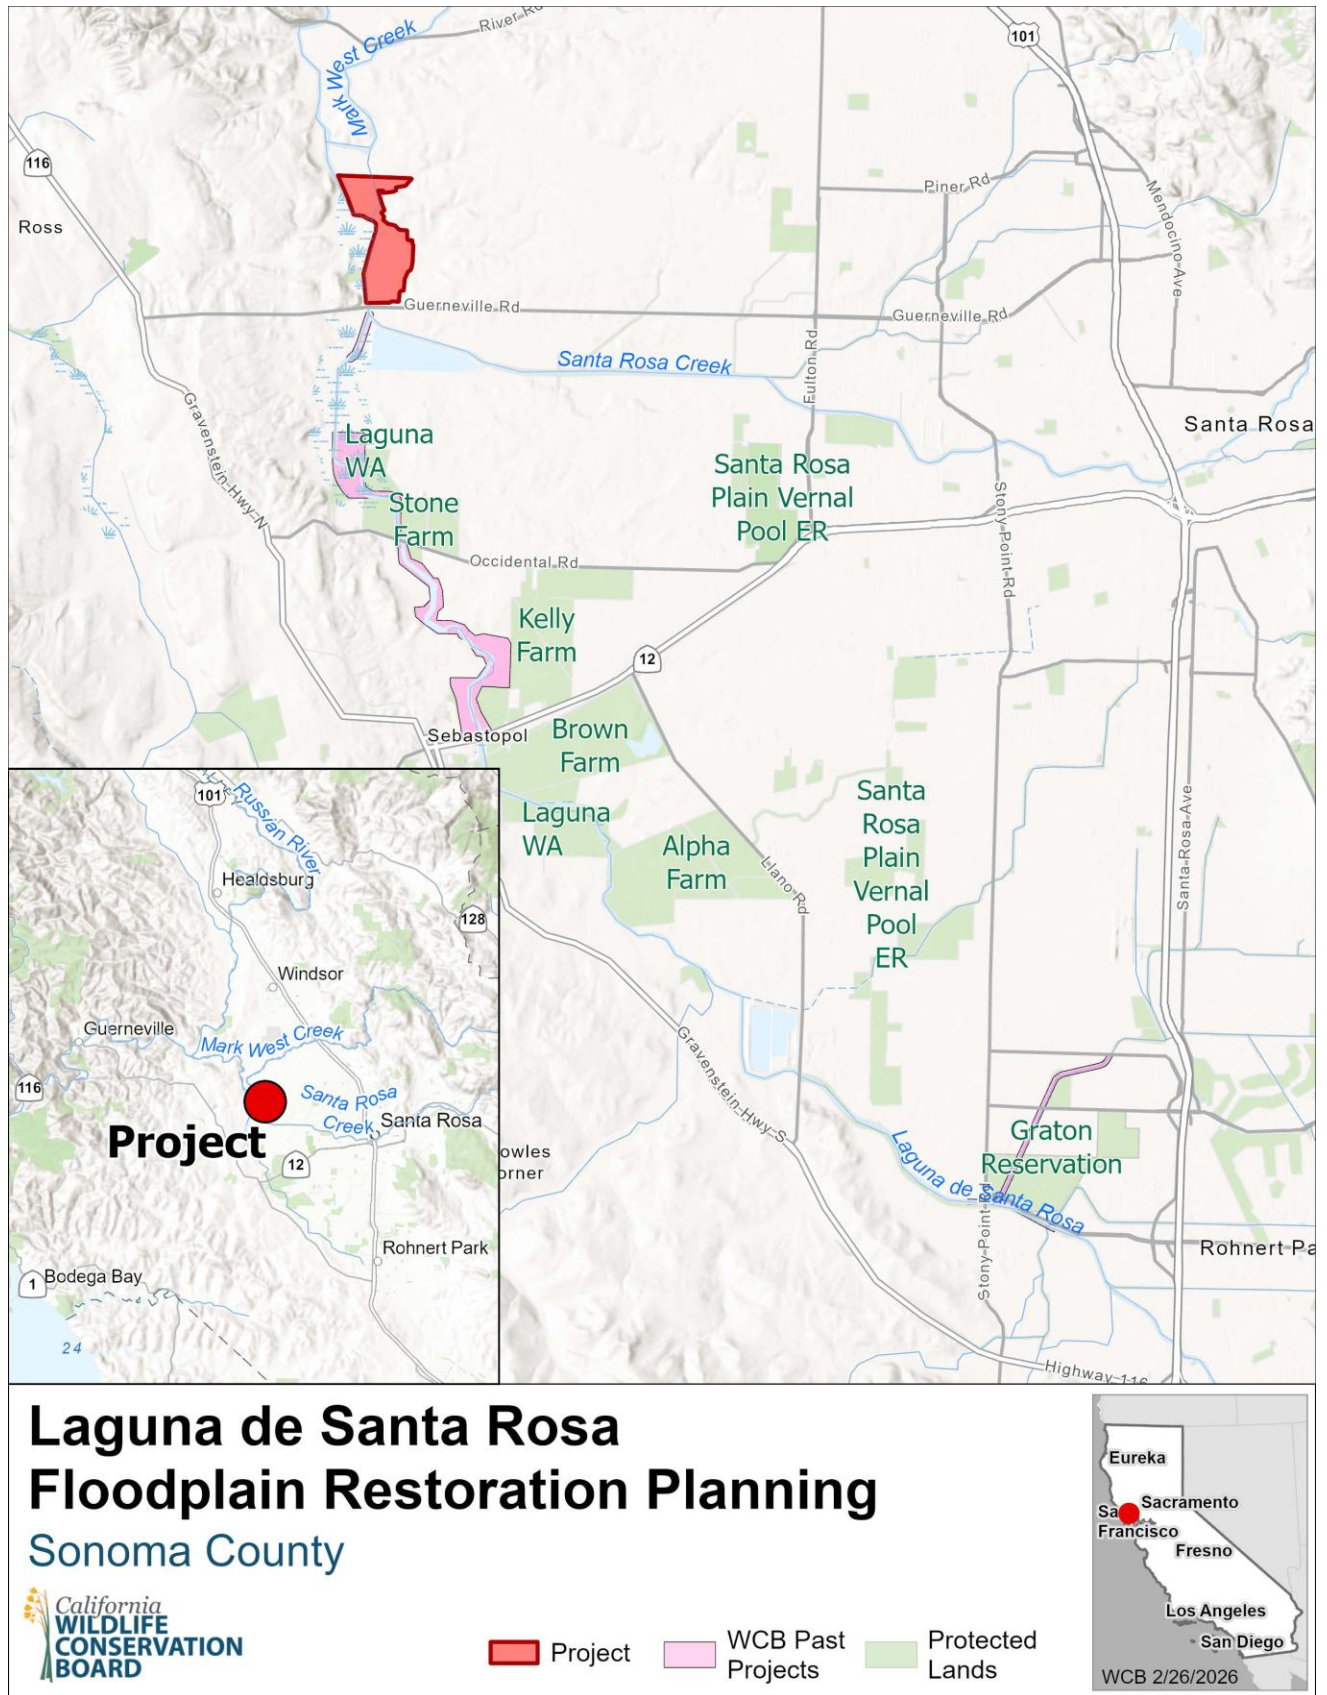 River Rd
101
Mark West Creek
116
Piner Rd
Mendocino Ave
Ross
Guerneville Rd
Guerneville Rd
Santa Rosa Creek
Fulton Rd
Gravenstein Hwy N
Santa Rosa
Laguna
WA
Santa Rosa
Plain Vernal
Pool ER
Stone
Farm
Stony Point Rd
Occidental Rd
Kelly
Farm
12
Sebastopol
Brown
Farm
Laguna
WA
Alpha
Farm
Llano Rd
Santa
Rosa
Plain
Vernal
Pool
ER
Santa Rosa Ave
Gravenstein Hwy S
owles
orner
Graton
Reservation
Laguna de Santa Rosa
Stony Point Rd
Rohnert Pa
Highway 116
101
Russian River
Healdsburg
128
Windsor
Guerneville
Mark West Creek
116
Santa Rosa
Creek
Santa Rosa
Project
12
Rohnert Park
1
Bodega Bay
24
Laguna de Santa Rosa
Floodplain Restoration Planning
Sonoma County
California
WILDLIFE
CONSERVATION
BOARD
Project
WCB Past
Projects
Protected
Lands
Eureka
Sacramento
Sa
Francisco
Fresno
Los Angeles
San Diego
WCB 2/26/2026